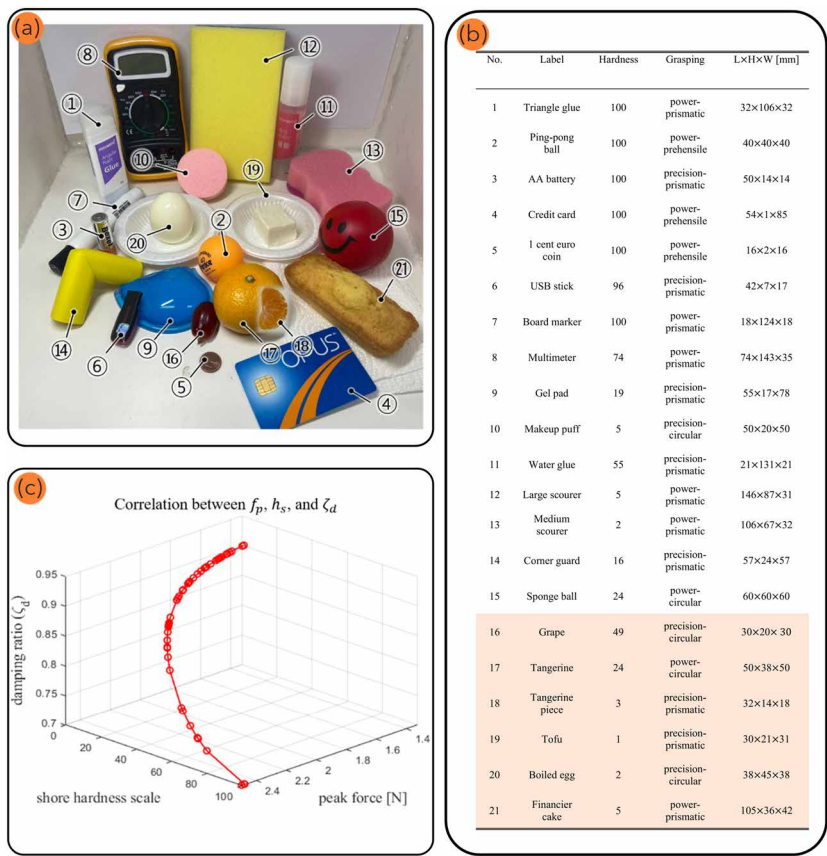 (a)
⑧
⑫
①
⑪
⑩
⑬
⑲
⑦
②
⑮
③
⑳
㉑
Glue
⑭
⑥
⑨
⑯
⑰
⑱
⑤
OPUS
④
(b)
No. Label Hardness Grasping L×H×W [mm]
1 Triangle glue 100 power-prismatic 32×106×32
2 Ping-pong ball 100 power-prehensile 40×40×40
3 AA battery 100 precision-prismatic 50×14×14
4 Credit card 100 power-prehensile 54×1×85
5 1 cent euro coin 100 power-prehensile 16×2×16
6 USB stick 96 precision-prismatic 42×7×17
7 Board marker 100 power-prismatic 18×124×18
8 Multimeter 74 power-prismatic 74×143×35
9 Gel pad 19 precision-prismatic 55×17×78
10 Makeup puff 5 precision-circular 50×20×50
11 Water glue 55 precision-prismatic 21×131×21
12 Large scourer 5 power-prismatic 146×87×31
13 Medium scourer 2 power-prismatic 106×67×32
14 Corner guard 16 precision-prismatic 57×24×57
15 Sponge ball 24 power-circular 60×60×60
16 Grape 49 precision-circular 30×20× 30
17 Tangerine 24 power-circular 50×38×50
18 Tangerine piece 3 precision-prismatic 32×14×18
19 Tofu 1 precision-prismatic 30×21×31
20 Boiled egg 2 precision-circular 38×45×38
21 Financier cake 5 power-prismatic 105×36×42
(c)
Correlation between fₚ, hₛ, and ζd
damping ratio (ζd)
0.95
0.9
0.85
0.8
0.75
0.7
0
20
40
60
80
100
shore hardness scale
2.4
2.2
2
1.8
1.6
1.4
peak force [N]